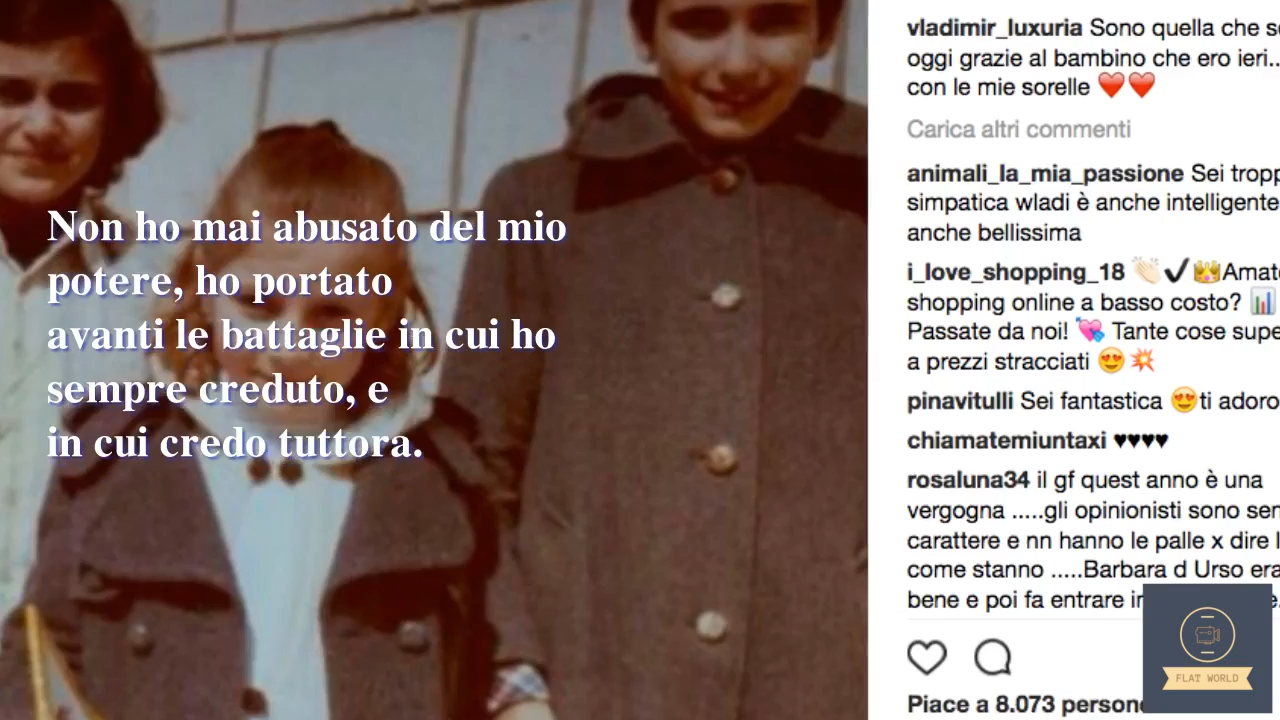 Non ho mai abusato del mio
potere, ho portato
avanti le battaglie in cui ho
sempre creduto, e
in cui credo tuttora.
vladimir_luxuria Sono quella che
oggi grazie al bambino che ero ieri..
con le mie sorelle ❤️❤️
Carica altri commenti
animali_la_mia_passione Sei
simpatica wladi è anche intelligente
anche bellissima
i_love_shopping_18 👏🏻✔️👑
shopping online a basso costo? 📊
Passate da noi! 💘 Tante cose
a prezzi stracciati 😍💥
pinavitulli Sei fantastica 😍ti adoro
chiamatemiuntaxi ♥♥♥♥
rosaluna34 il gf quest anno è una
vergogna .....gli opinionisti sono
carattere e nn hanno le palle x dire
come stanno .....Barbara d Urso
bene e poi fa entrare
Piace a 8.073
FLAT WORLD